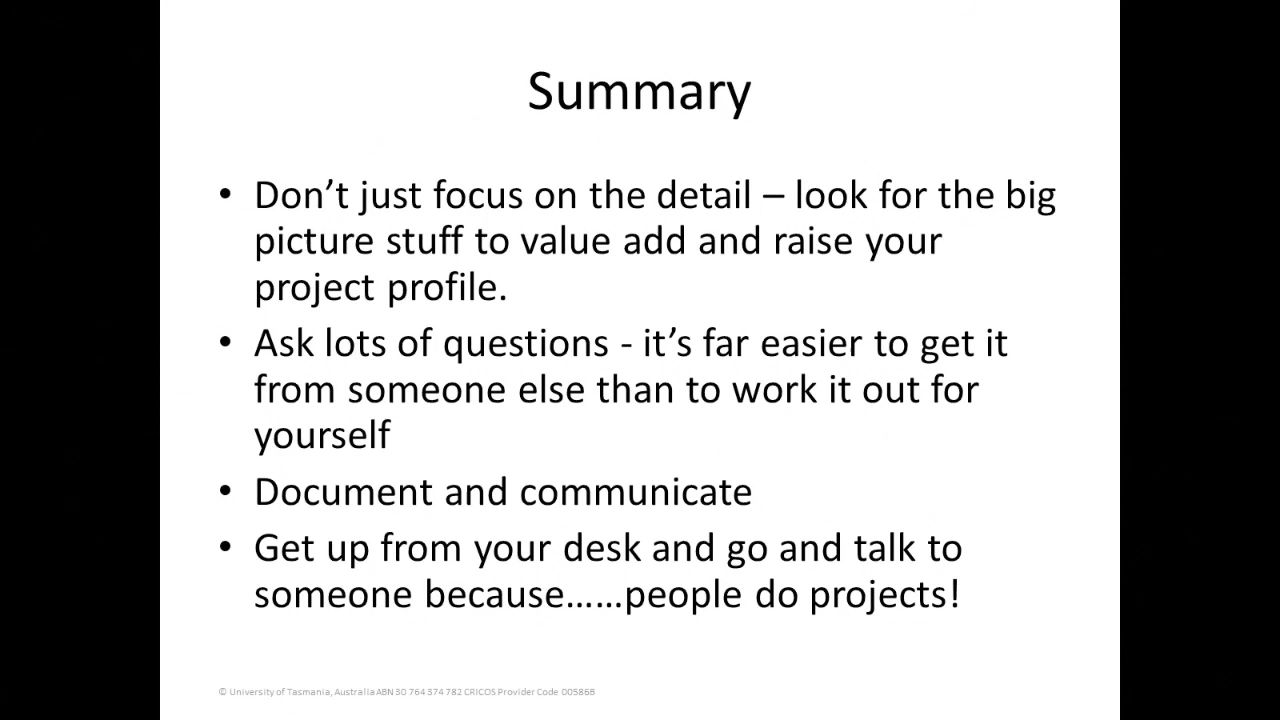 Summary
• Don’t just focus on the detail – look for the big
picture stuff to value add and raise your
project profile.
• Ask lots of questions - it’s far easier to get it
from someone else than to work it out for
yourself
• Document and communicate
• Get up from your desk and go and talk to
someone because……people do projects!
© University of Tasmania, Australia ABN 30 764 374 782 CRICOS Provider Code 00586B